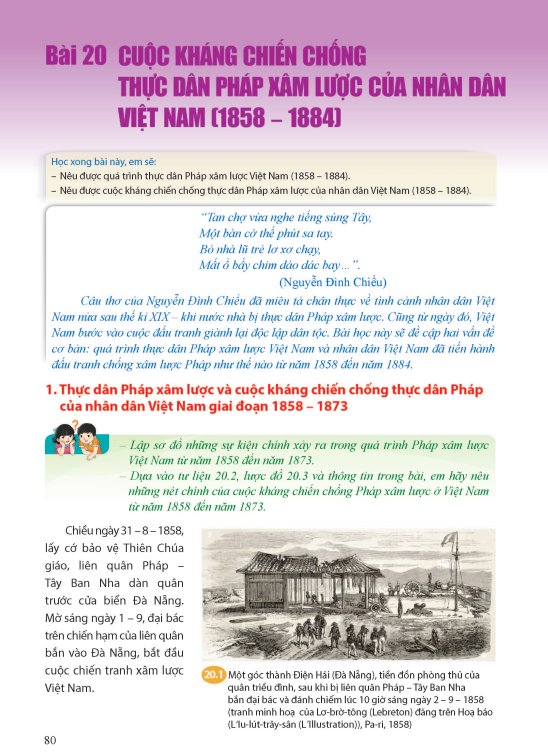 Bài 20 CUỘC KHÁNG CHIẾN CHỐNG
THỰC DÂN PHÁP XÂM LƯỢC CỦA NHÂN DÂN
VIỆT NAM (1858 – 1884)
Học xong bài này, em sẽ:
– Nêu được quá trình thực dân Pháp xâm lược Việt Nam (1858 – 1884).
– Nêu được cuộc kháng chiến chống thực dân Pháp xâm lược của nhân dân Việt Nam (1858 – 1884).
“Tan chợ vừa nghe tiếng súng Tây,
Một bàn cờ thế phút sa tay.
Bỏ nhà lũ trẻ lơ xơ chạy,
Mất ổ bầy chim dáo dác bay…”.
(Nguyễn Đình Chiểu)
Câu thơ của Nguyễn Đình Chiểu đã miêu tả chân thực về tình cảnh nhân dân Việt
Nam nửa sau thế kỉ XIX – khi nước nhà bị thực dân Pháp xâm lược. Cũng từ ngày đó, Việt
Nam bước vào cuộc đấu tranh giành lại độc lập dân tộc. Bài học này sẽ đề cập hai vấn đề
cơ bản: quá trình thực dân Pháp xâm lược Việt Nam và nhân dân Việt Nam đã tiến hành
đấu tranh chống xâm lược Pháp như thế nào từ năm 1858 đến năm 1884.
1. Thực dân Pháp xâm lược và cuộc kháng chiến chống thực dân Pháp
của nhân dân Việt Nam giai đoạn 1858 – 1873
– Lập sơ đồ những sự kiện chính xảy ra trong quá trình Pháp xâm lược
Việt Nam từ năm 1858 đến năm 1873.
– Dựa vào tư liệu 20.2, lược đồ 20.3 và thông tin trong bài, em hãy nêu
những nét chính của cuộc kháng chiến chống Pháp xâm lược ở Việt Nam
từ năm 1858 đến năm 1873.
Chiều ngày 31 – 8 – 1858,
lấy cớ bảo vệ Thiên Chúa
giáo, liên quân Pháp –
Tây Ban Nha dàn quân
trước cửa biển Đà Nẵng.
Mờ sáng ngày 1 – 9, đại bác
trên chiến hạm của liên quân
bắn vào Đà Nẵng, bắt đầu
cuộc chiến tranh xâm lược
Việt Nam.
20.1 Một góc thành Điện Hải (Đà Nẵng), tiền đồn phòng thủ của
quân triều đình, sau khi bị liên quân Pháp – Tây Ban Nha
bắn đại bác và đánh chiếm lúc 10 giờ sáng ngày 2 – 9 – 1858
(tranh minh hoạ của Lơ-brờ-tông (Lebreton) đăng trên Hoạ báo
(L’lu-lút-trây-sân (L’Illustration)), Pa-ri, 1858)
80